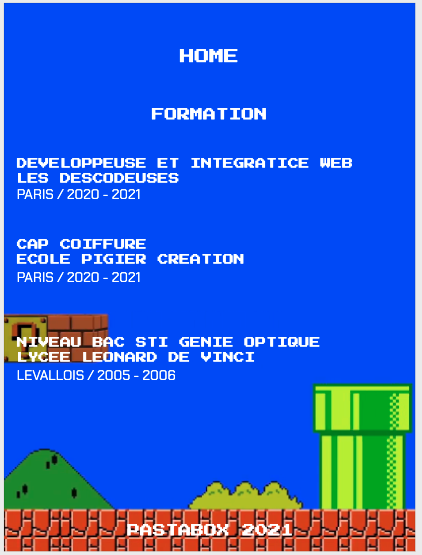 HOME
FORMATION
DEVELOPPEUSE ET INTEGRATICE WEB
LES DESCODEUSES
PARIS / 2020 - 2021
CAP COIFFURE
ECOLE PIGIER CREATION
PARIS / 2020 - 2021
NIVEAU BAC STI GENIE OPTIQUE
LYCEE LEONARD DE VINCI
LEVALLOIS / 2005 - 2006
PASTABOX 2021